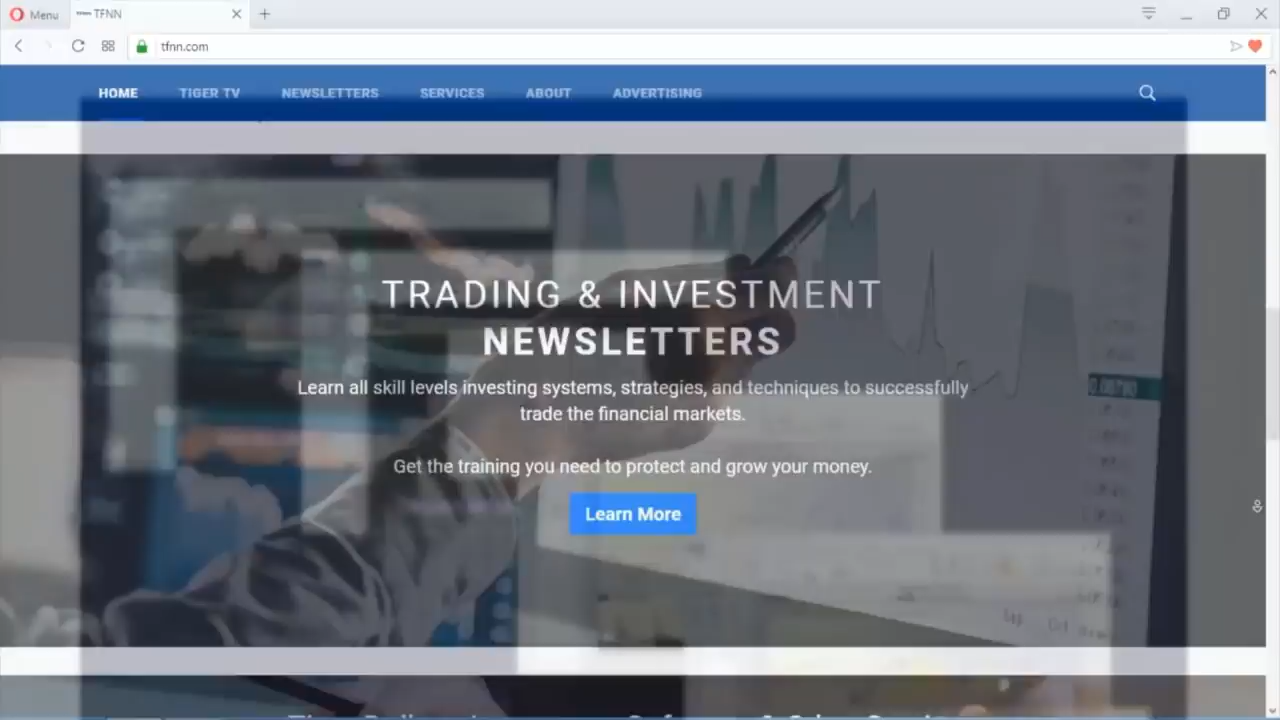 Menu
TFNN
tfnn.com
HOME TIGER TV NEWSLETTERS SERVICES ABOUT ADVERTISING
TRADING & INVESTMENT
NEWSLETTERS
Learn all skill levels investing systems, strategies, and techniques to successfully
trade the financial markets.
Get the training you need to protect and grow your money.
Learn More